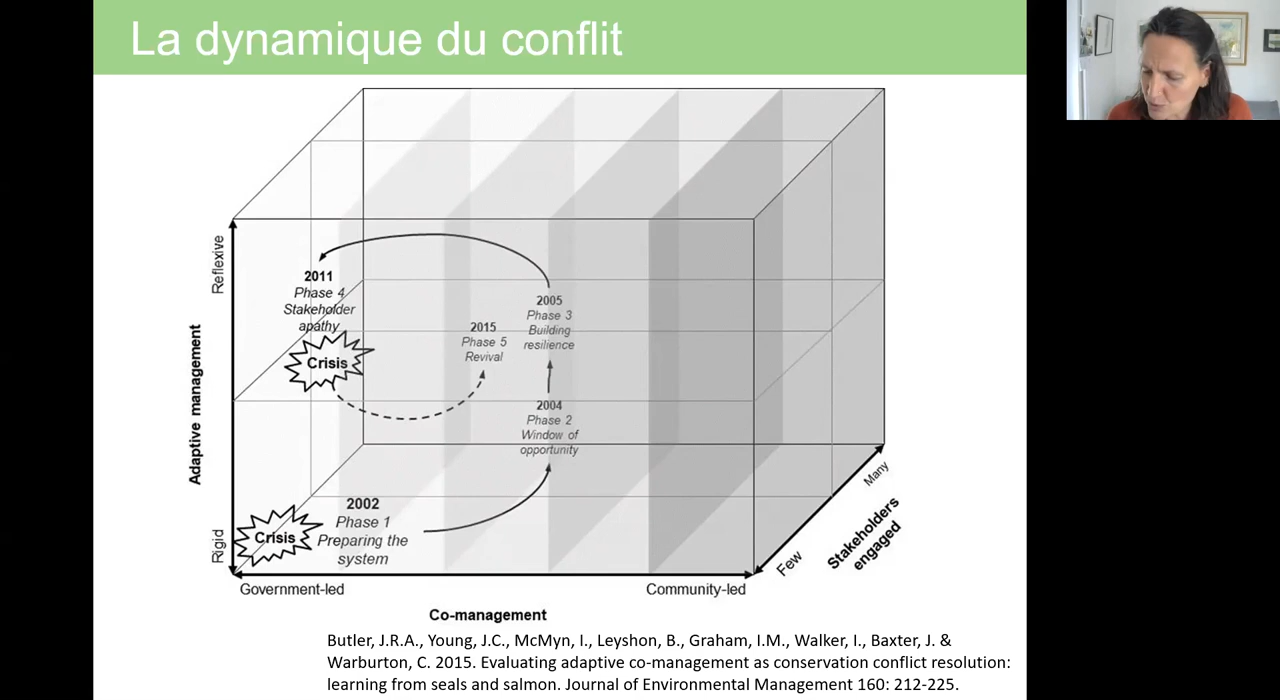 La dynamique du conflit
Reflexive
Adaptive management
Rigid
2011
Phase 4
Stakeholder
apathy
Crisis
2015
Phase 5
Revival
2005
Phase 3
Building
resilience
2004
Phase 2
Window of
opportunity
Crisis
2002
Phase 1
Preparing the
system
Government-led
Community-led
Co-management
Few
Many
Stakeholders
engaged
Butler, J.R.A., Young, J.C., McMyn, I., Leyshon, B., Graham, I.M., Walker, I., Baxter, J. &
Warburton, C. 2015. Evaluating adaptive co-management as conservation conflict resolution:
learning from seals and salmon. Journal of Environmental Management 160: 212-225.